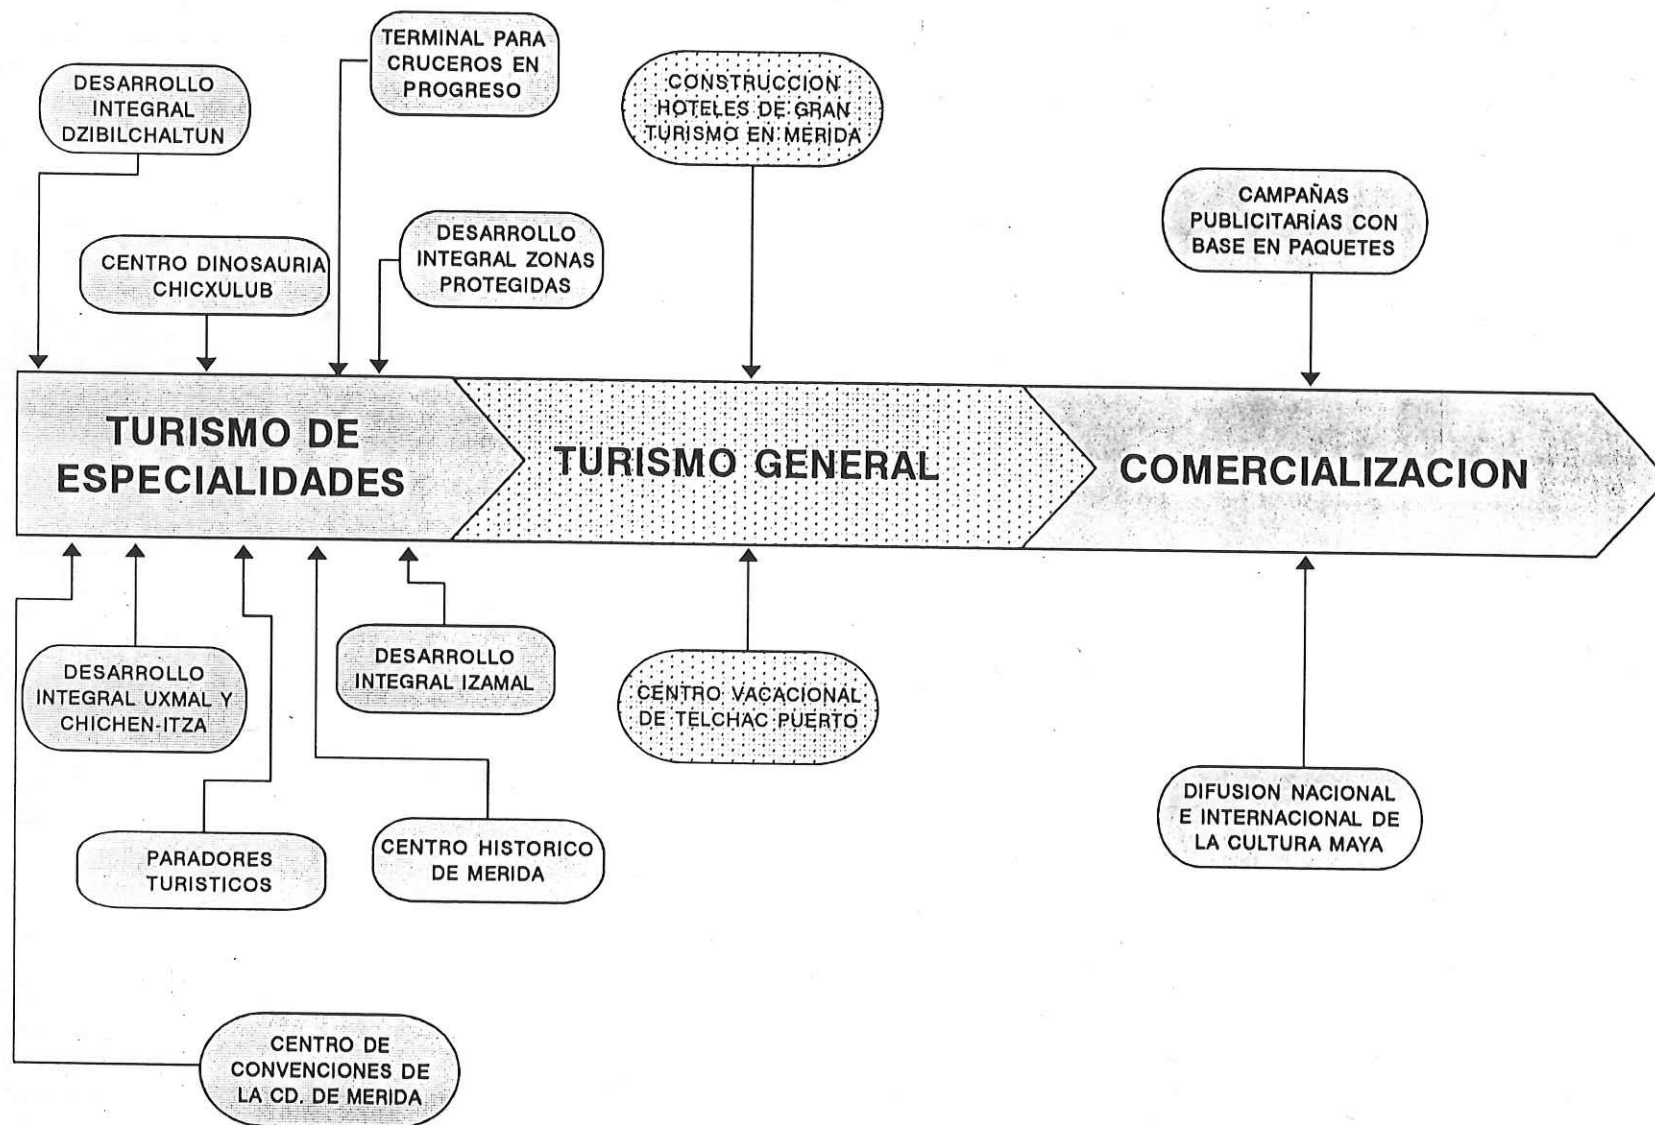 TERMINAL PARA
CRUCEROS EN
PROGRESO
DESARROLLO
INTEGRAL
DZIBILCHALTUN
CONSTRUCCION
HOTELES DE GRAN
TURISMO EN MERIDA
CAMPAÑAS
PUBLICITARÍAS CON
BASE EN PAQUETES
CENTRO DINOSAURIA
CHICXULUB
DESARROLLO
INTEGRAL ZONAS
PROTEGIDAS
TURISMO DE
ESPECIALIDADES
TURISMO GENERAL
COMERCIALIZACION
DESARROLLO
INTEGRAL UXMAL Y
CHICHEN-ITZA
DESARROLLO
INTEGRAL IZAMAL
CENTRO VACACIONAL
DE TELCHAC PUERTO
PARADORES
TURISTICOS
CENTRO HISTORICO
DE MERIDA
DIFUSION NACIONAL
E INTERNACIONAL DE
LA CULTURA MAYA
CENTRO DE
CONVENCIONES DE
LA CD. DE MERIDA